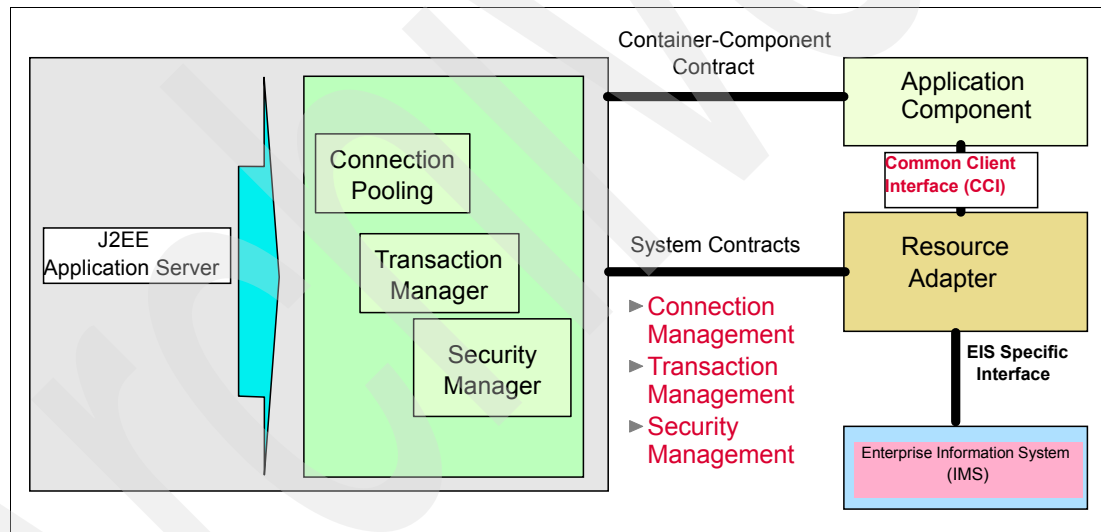 Container-Component
Contract
Application
Component
Common Client
Interface (CCI)
Connection
Pooling
J2EE
Application Server
Transaction
Manager
Security
Manager
System Contracts
Connection
Management
Transaction
Management
Security
Management
Resource
Adapter
EIS Specific
Interface
Enterprise Information System
(IMS)